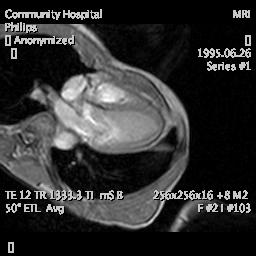 Community Hospital
MRI
Philips
[] Anonymized
[]
[]
1995.06.26
Series #1
TE 12 TR 1333.3 TI mS B
256x256x16 +8 M2
50° ETL Avg
F #2 I #103
[]